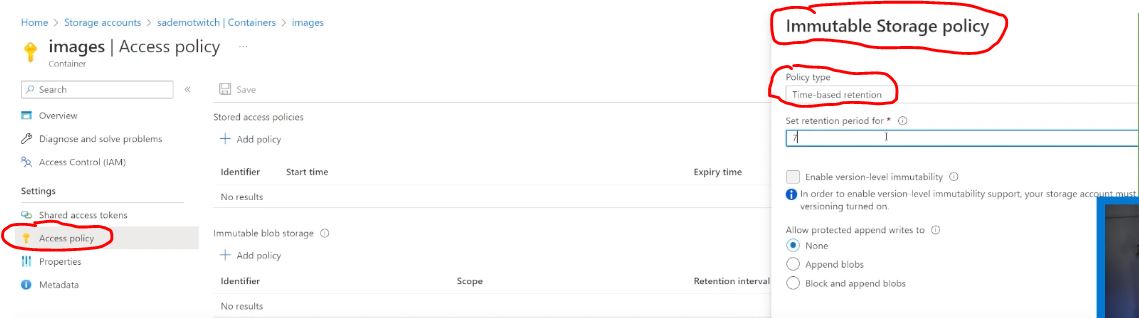 Home > Storage accounts > sademotwitch | Containers > images
images | Access policy ...
Container
Search
«
Overview
Diagnose and solve problems
Access Control (IAM)
Settings
Shared access tokens
Access policy
Properties
Metadata
Save
Stored access policies
+ Add policy
Identifier Start time Expiry time
No results
Immutable blob storage
+ Add policy
Identifier Scope Retention interval
No results
Immutable Storage policy
Policy type
Time-based retention
Set retention period for *
7
Enable version-level immutability
In order to enable version-level immutability support, your storage account must
versioning turned on.
Allow protected append writes to
None
Append blobs
Block and append blobs